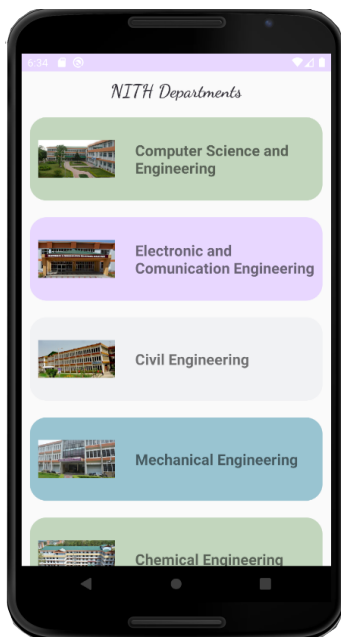 6:34
NITH Departments
Computer Science and
Engineering
Electronic and
Comunication Engineering
Civil Engineering
Mechanical Engineering
Chemical Engineering